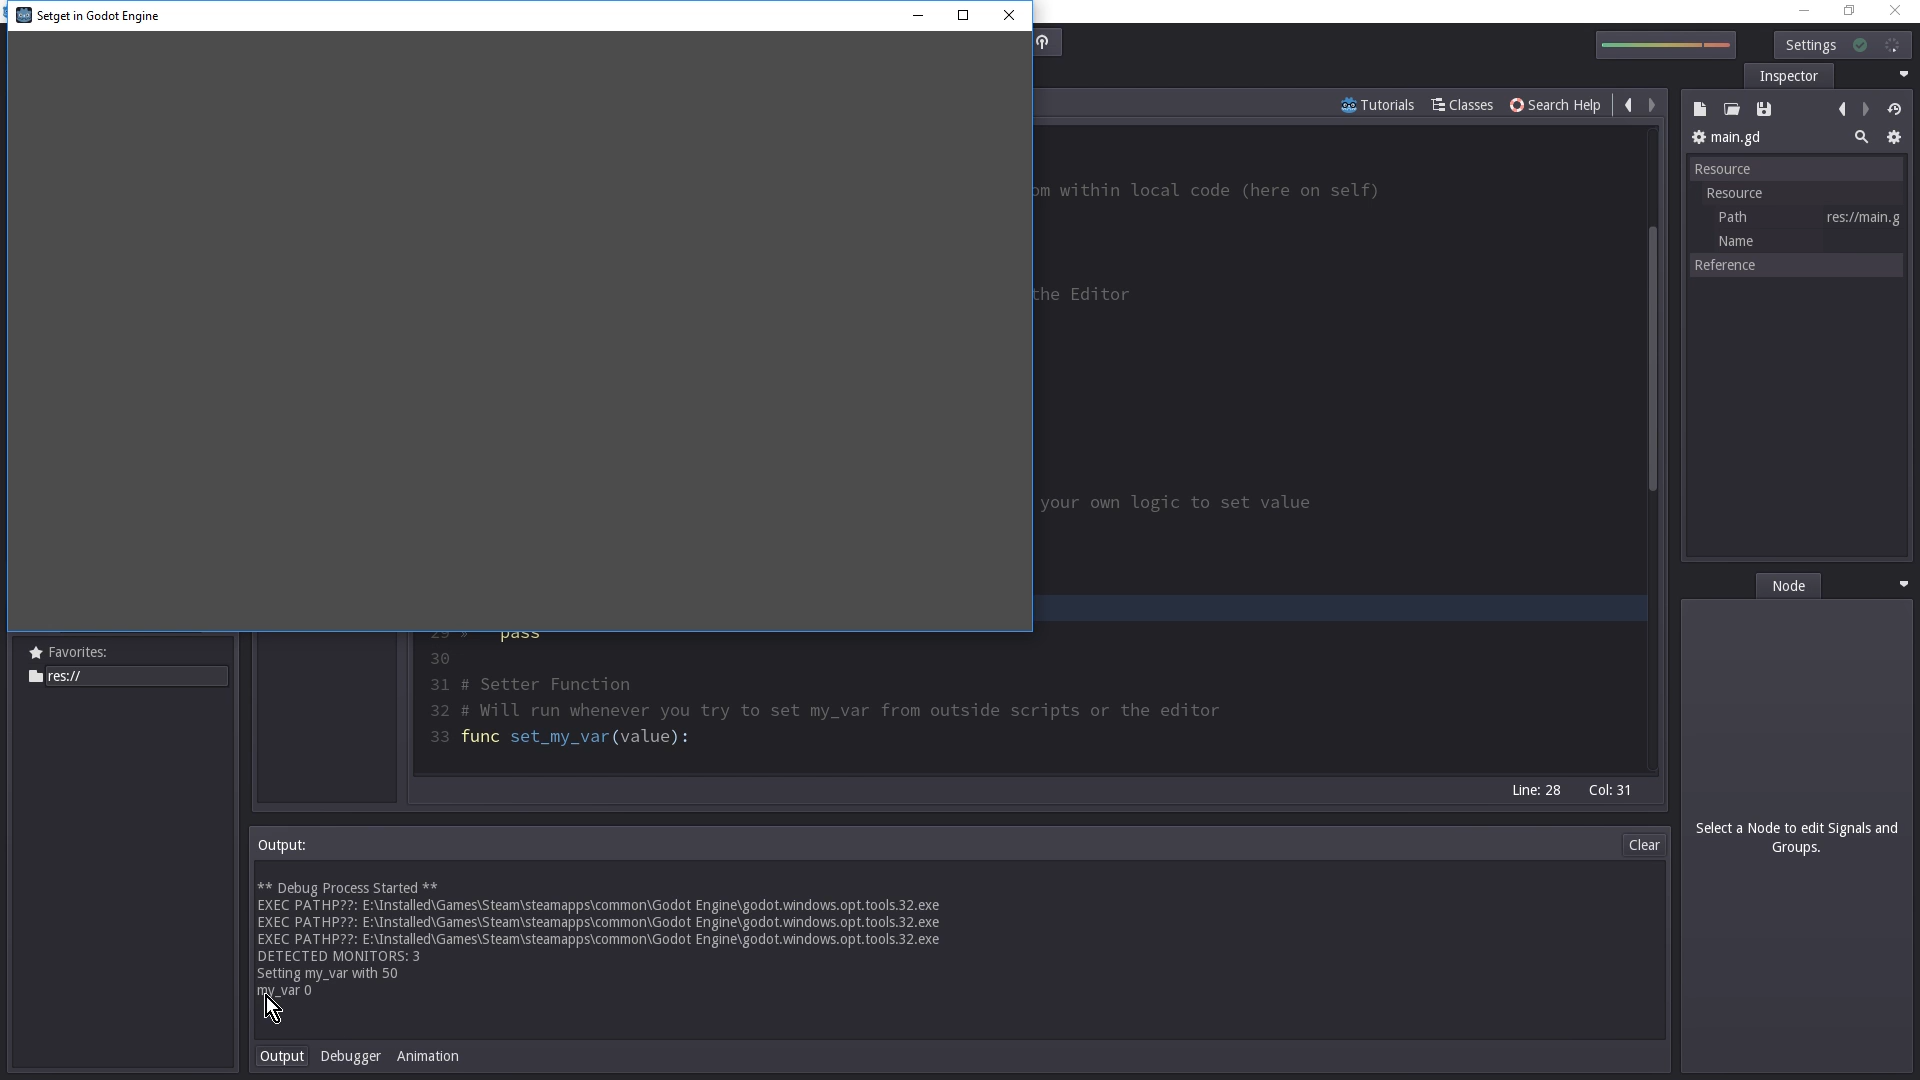 Setget in Godot Engine
Settings
Inspector
Tutorials Classes Search Help
main.gd
Resource
Resource
Path res://main.g
Name
Reference
within local code (here on self)
the Editor
your own logic to set value
29 pass
30
31 # Setter Function
32 # Will run whenever you try to set my_var from outside scripts or the editor
33 func set_my_var(value):
Line: 28 Col: 31
Favorites:
res://
Node
Select a Node to edit Signals and
Groups.
Output:
Clear
** Debug Process Started **
EXEC PATHP??: E:\Installed\Games\Steam\steamapps\common\Godot Engine\godot.windows.opt.tools.32.exe
EXEC PATHP??: E:\Installed\Games\Steam\steamapps\common\Godot Engine\godot.windows.opt.tools.32.exe
EXEC PATHP??: E:\Installed\Games\Steam\steamapps\common\Godot Engine\godot.windows.opt.tools.32.exe
DETECTED MONITORS: 3
Setting my_var with 50
my_var 0
Output Debugger Animation